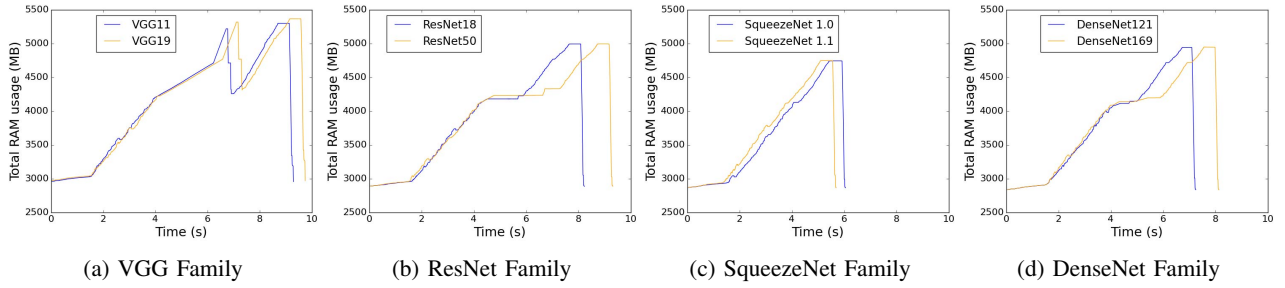 Total RAM usage (MB)
5500
5000
4500
4000
3500
3000
2500
0 2 4 6 8 10
Time (s)
VGG11
VGG19
(a) VGG Family
Total RAM usage (MB)
5500
5000
4500
4000
3500
3000
2500
0 2 4 6 8 10
Time (s)
ResNet18
ResNet50
(b) ResNet Family
Total RAM usage (MB)
5500
5000
4500
4000
3500
3000
2500
0 2 4 6 8 10
Time (s)
SqueezeNet 1.0
SqueezeNet 1.1
(c) SqueezeNet Family
Total RAM usage (MB)
5500
5000
4500
4000
3500
3000
2500
0 2 4 6 8 10
Time (s)
DenseNet121
DenseNet169
(d) DenseNet Family